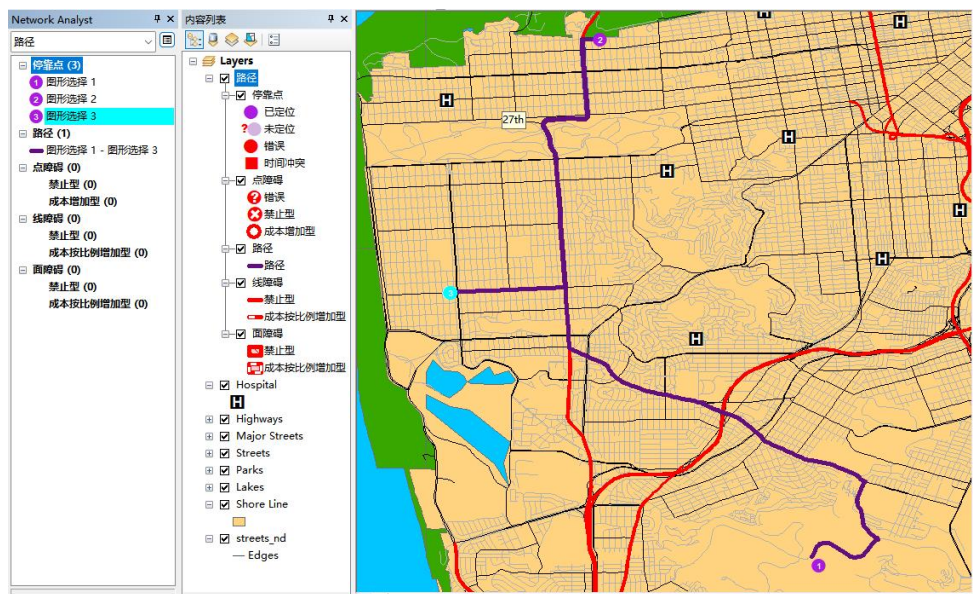 Network Analyst
路径
停靠点 (3)
1 图形选择 1
2 图形选择 2
3 图形选择 3
路径 (1)
图形选择 1 - 图形选择 3
点障碍 (0)
禁止型 (0)
成本增加型 (0)
线障碍 (0)
禁止型 (0)
成本按比例增加型 (0)
面障碍 (0)
禁止型 (0)
成本按比例增加型 (0)
内容列表
Layers
路径
停靠点
已定位
? 未定位
错误
时间冲突
点障碍
? 错误
禁止型
成本增加型
路径
路径
线障碍
禁止型
成本按比例增加型
面障碍
禁止型
成本按比例增加型
Hospital
H
Highways
Major Streets
Streets
Parks
Lakes
Shore Line
streets_nd
Edges
H
H
2
H
27th
H
H
H
H
3
H
1